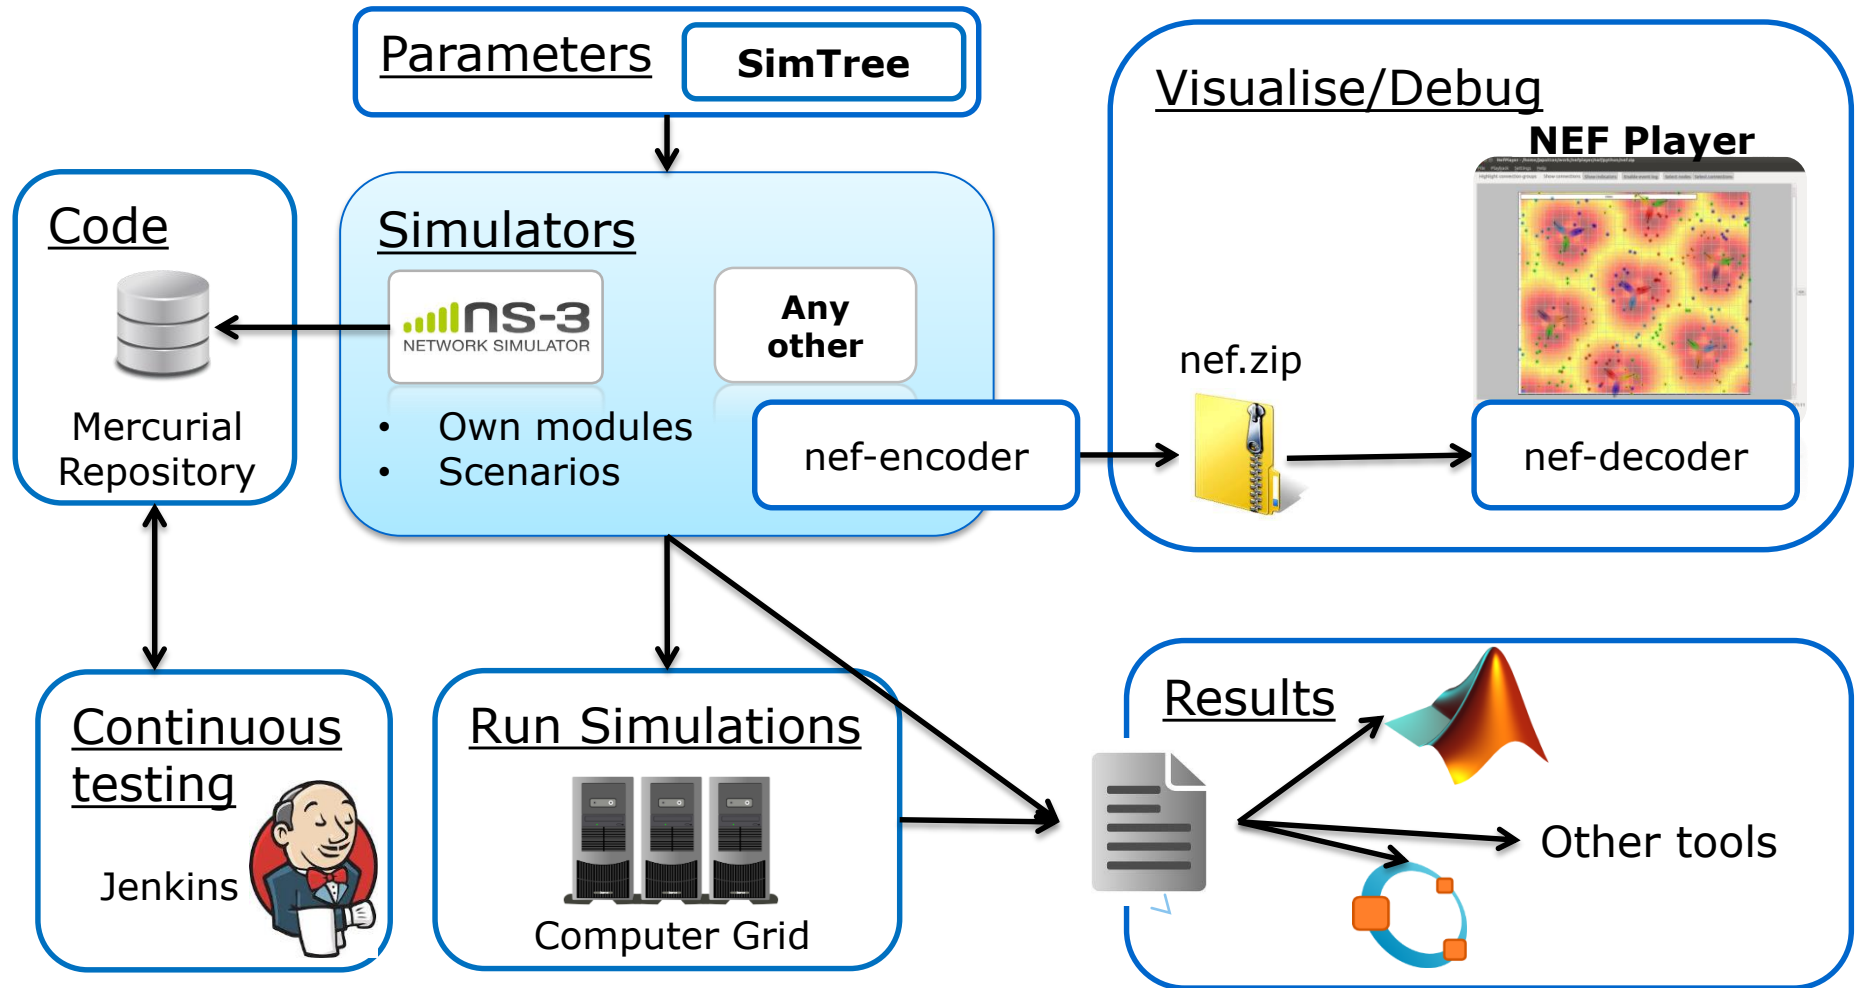 Parameters
SimTree
Visualise/Debug
NEF Player
Code
Mercurial
Repository
Simulators
ns-3
NETWORK SIMULATOR
Any
other
• Own modules
• Scenarios
nef-encoder
nef.zip
nef-decoder
Continuous
testing
Jenkins
Run Simulations
Computer Grid
Results
Other tools